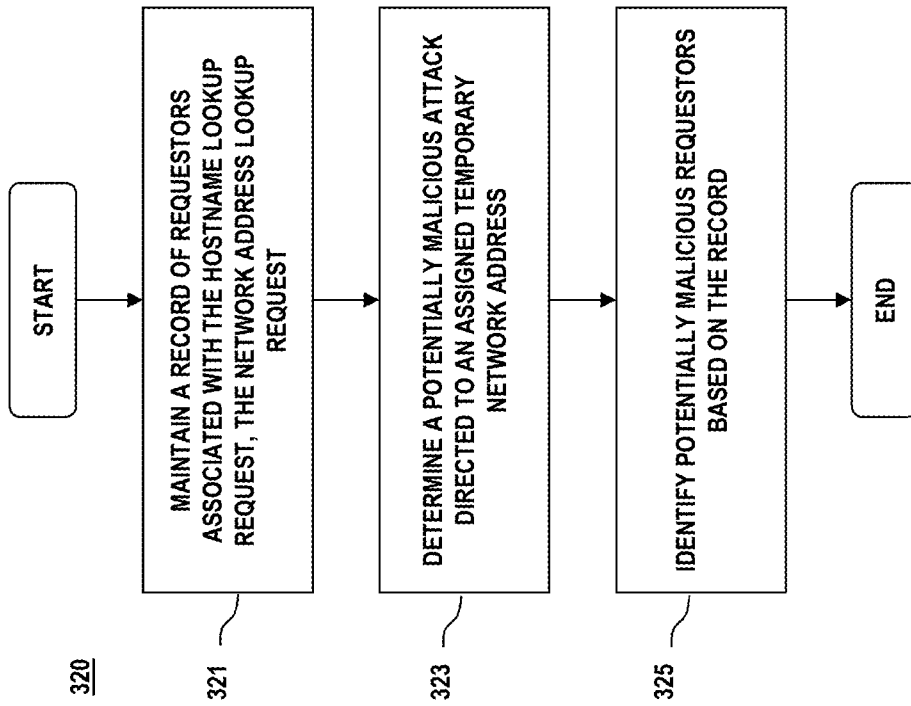 320
START
321
MAINTAIN A RECORD OF REQUESTORS
ASSOCIATED WITH THE HOSTNAME LOOKUP
REQUEST, THE NETWORK ADDRESS LOOKUP
REQUEST
323
DETERMINE A POTENTIALLY MALICIOUS ATTACK
DIRECTED TO AN ASSIGNED TEMPORARY
NETWORK ADDRESS
325
IDENTIFY POTENTIALLY MALICIOUS REQUESTORS
BASED ON THE RECORD
END